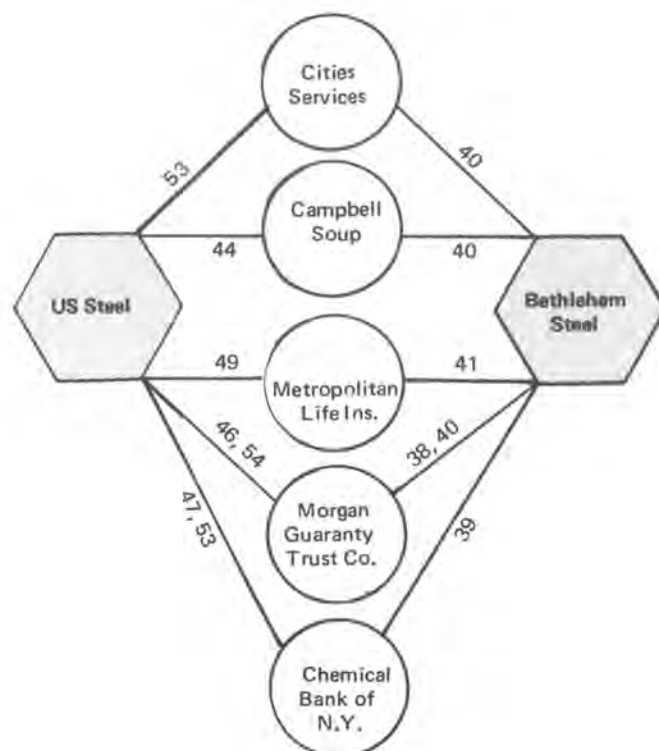 Cities
Services
53
40
Campbell
Soup
44
40
US Steel
Bethlehem
Steel
49
41
Metropolitan
Life Ins.
46, 54
38, 40
Morgan
Guaranty
Trust Co.
47, 53
39
Chemical
Bank of
N.Y.